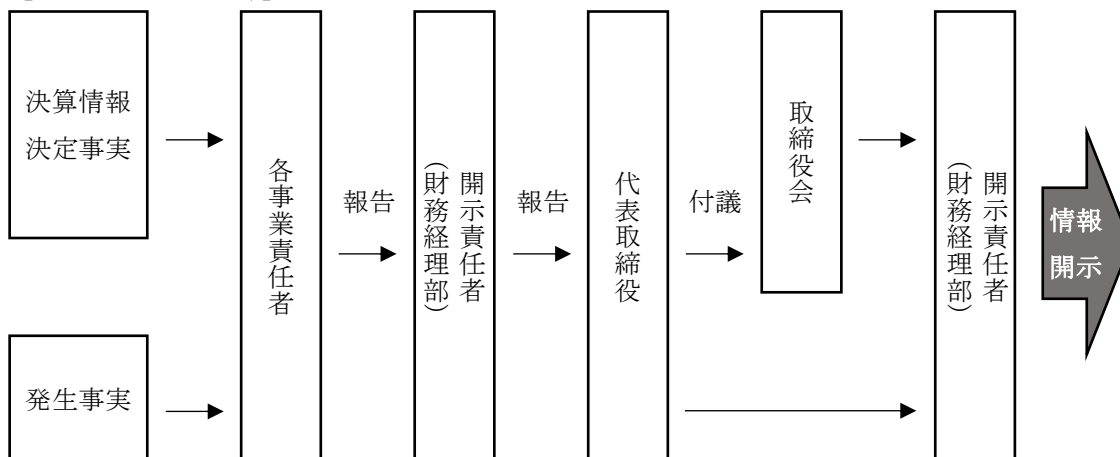 決算情報
決定事実
発生事実
各事業責任者
報告
開示責任者
(財務経理部)
報告
代表取締役
付議
取締役会
開示責任者
(財務経理部)
情報
開示